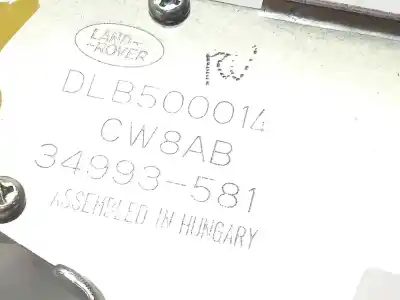 LAND-
-ROVER
DLB500014
CW8AB
34993-581
ASSEMBLED IN HUNGARY